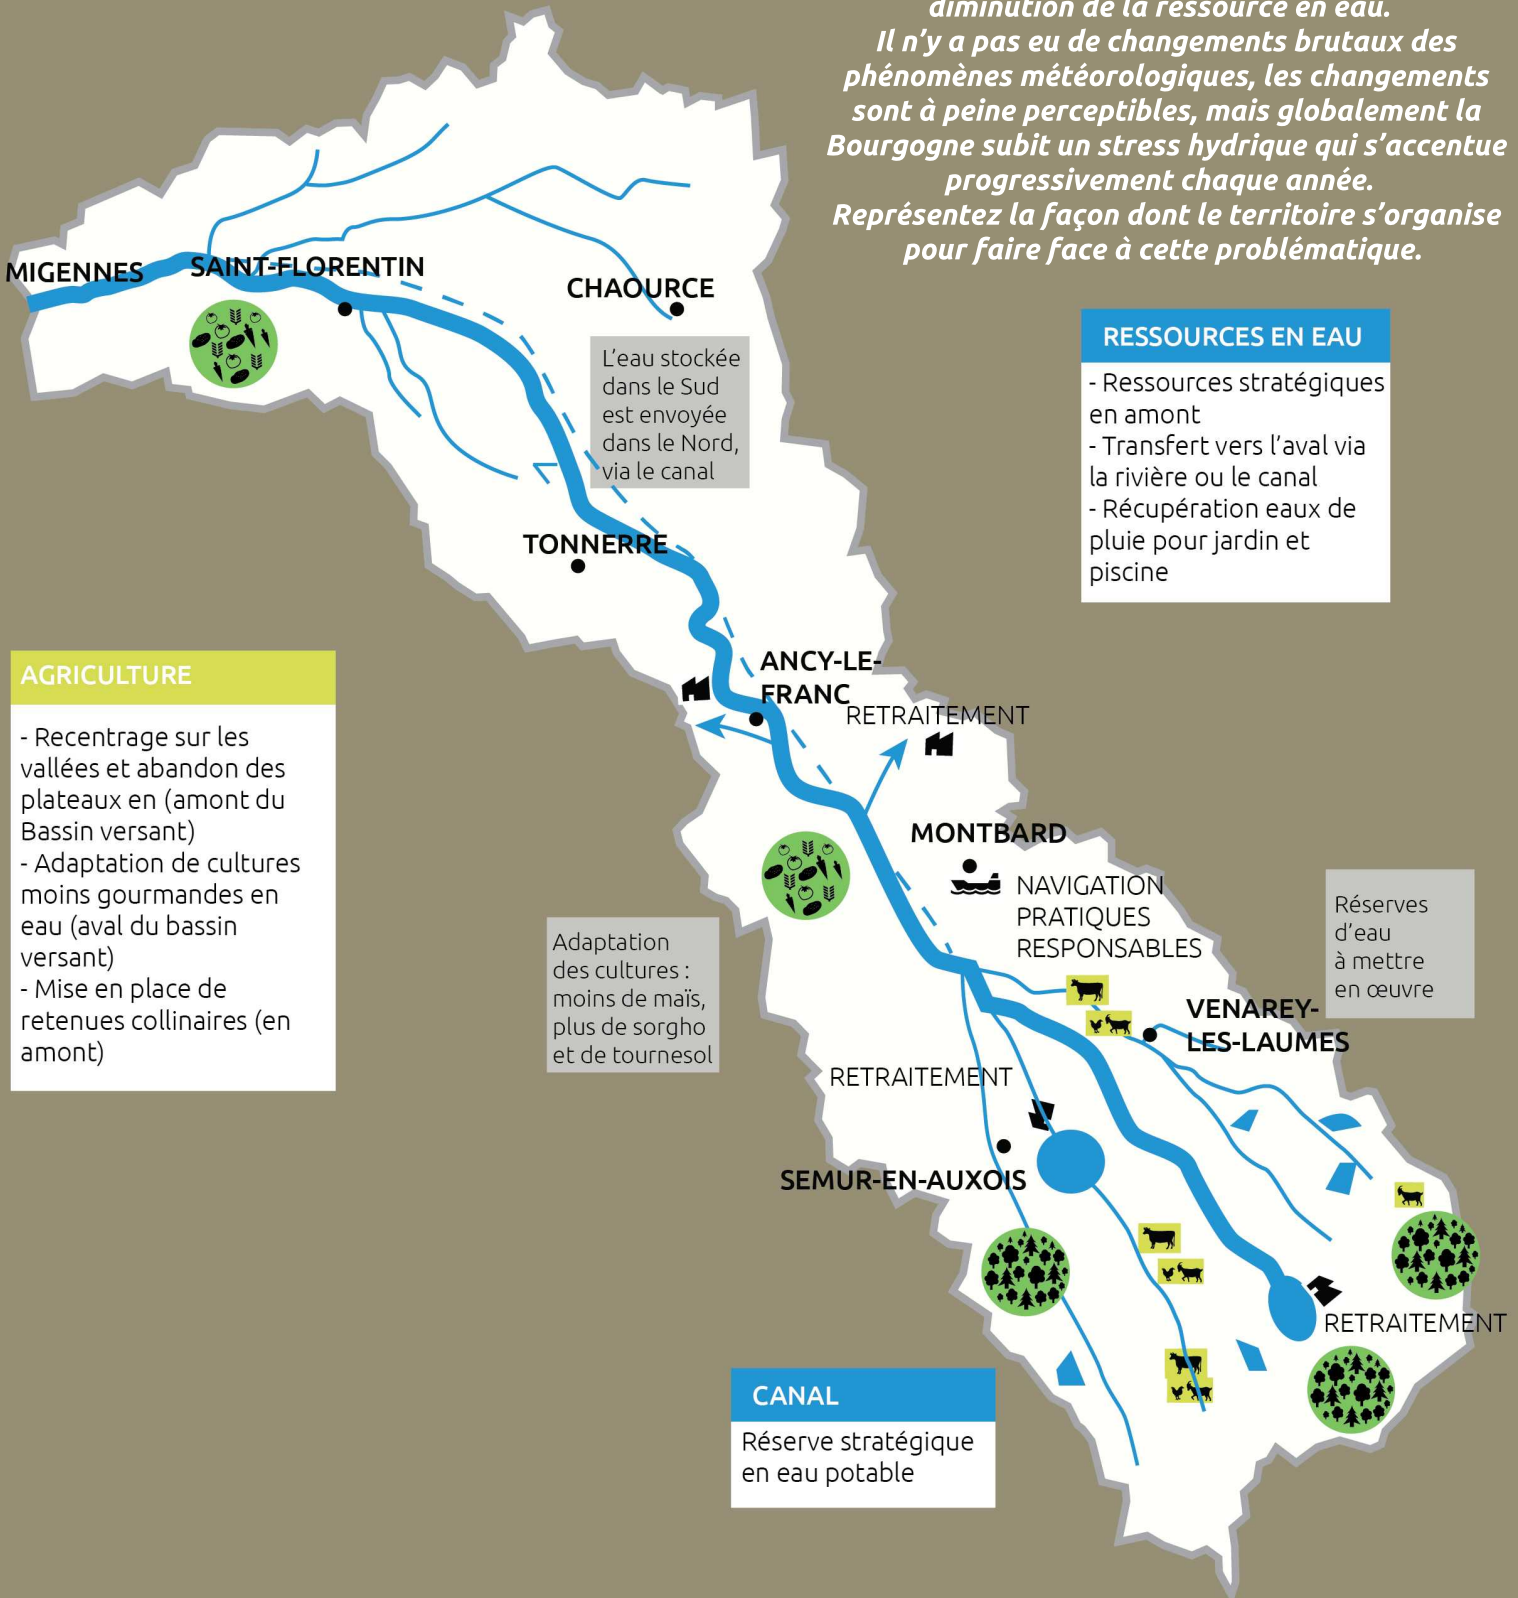 diminution de la ressource en eau.
Il n’y a pas eu de changements brutaux des
phénomènes météorologiques, les changements
sont à peine perceptibles, mais globalement la
Bourgogne subit un stress hydrique qui s’accentue
progressivement chaque année.
Représentez la façon dont le territoire s’organise
pour faire face à cette problématique.
MIGENNES
SAINT-FLORENTIN
CHAOURCE
L’eau stockée
dans le Sud
est envoyée
dans le Nord,
via le canal
RESSOURCES EN EAU
- Ressources stratégiques
en amont
- Transfert vers l’aval via
la rivière ou le canal
- Récupération eaux de
pluie pour jardin et
piscine
TONNERRE
AGRICULTURE
- Recentrage sur les
vallées et abandon des
plateaux en (amont du
Bassin versant)
- Adaptation de cultures
moins gourmandes en
eau (aval du bassin
versant)
- Mise en place de
retenues collinaires (en
amont)
ANCY-LE-
FRANC
RETRAITEMENT
MONTBARD
NAVIGATION
PRATIQUES
RESPONSABLES
Réserves
d’eau
à mettre
en œuvre
Adaptation
des cultures :
moins de maïs,
plus de sorgho
et de tournesol
VENAREY-
LES-LAUMES
RETRAITEMENT
SEMUR-EN-AUXOIS
RETRAITEMENT
CANAL
Réserve stratégique
en eau potable